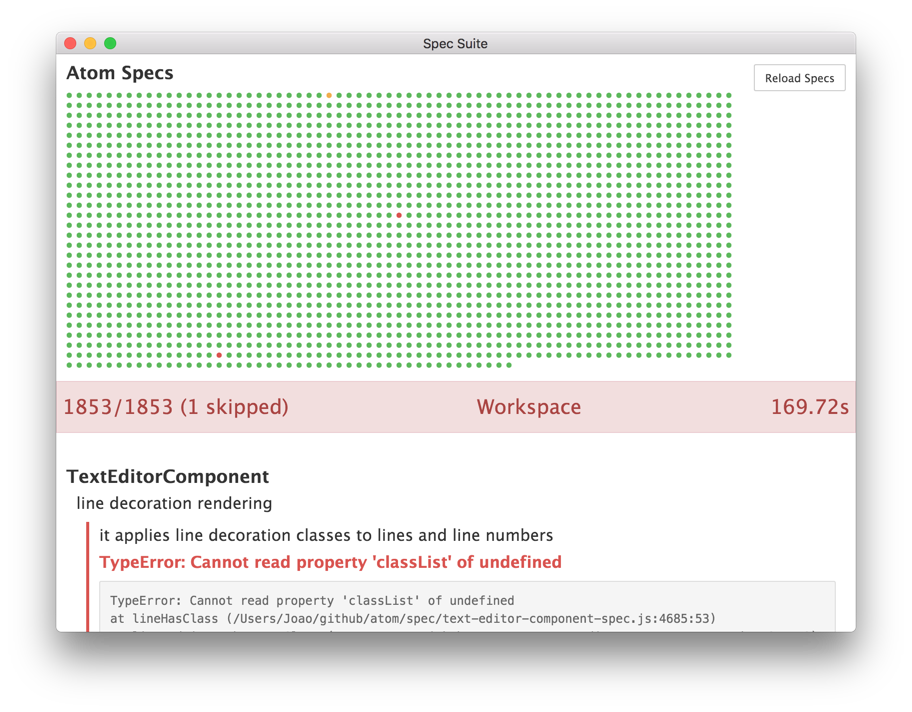 Spec Suite
Atom Specs
Reload Specs
1853/1853 (1 skipped) Workspace 169.72s
TextEditorComponent
line decoration rendering
it applies line decoration classes to lines and line numbers
TypeError: Cannot read property 'classList' of undefined
TypeError: Cannot read property 'classList' of undefined
at lineHasClass (/Users/Joao/github/atom/spec/text-editor-component-spec.js:4685:53)